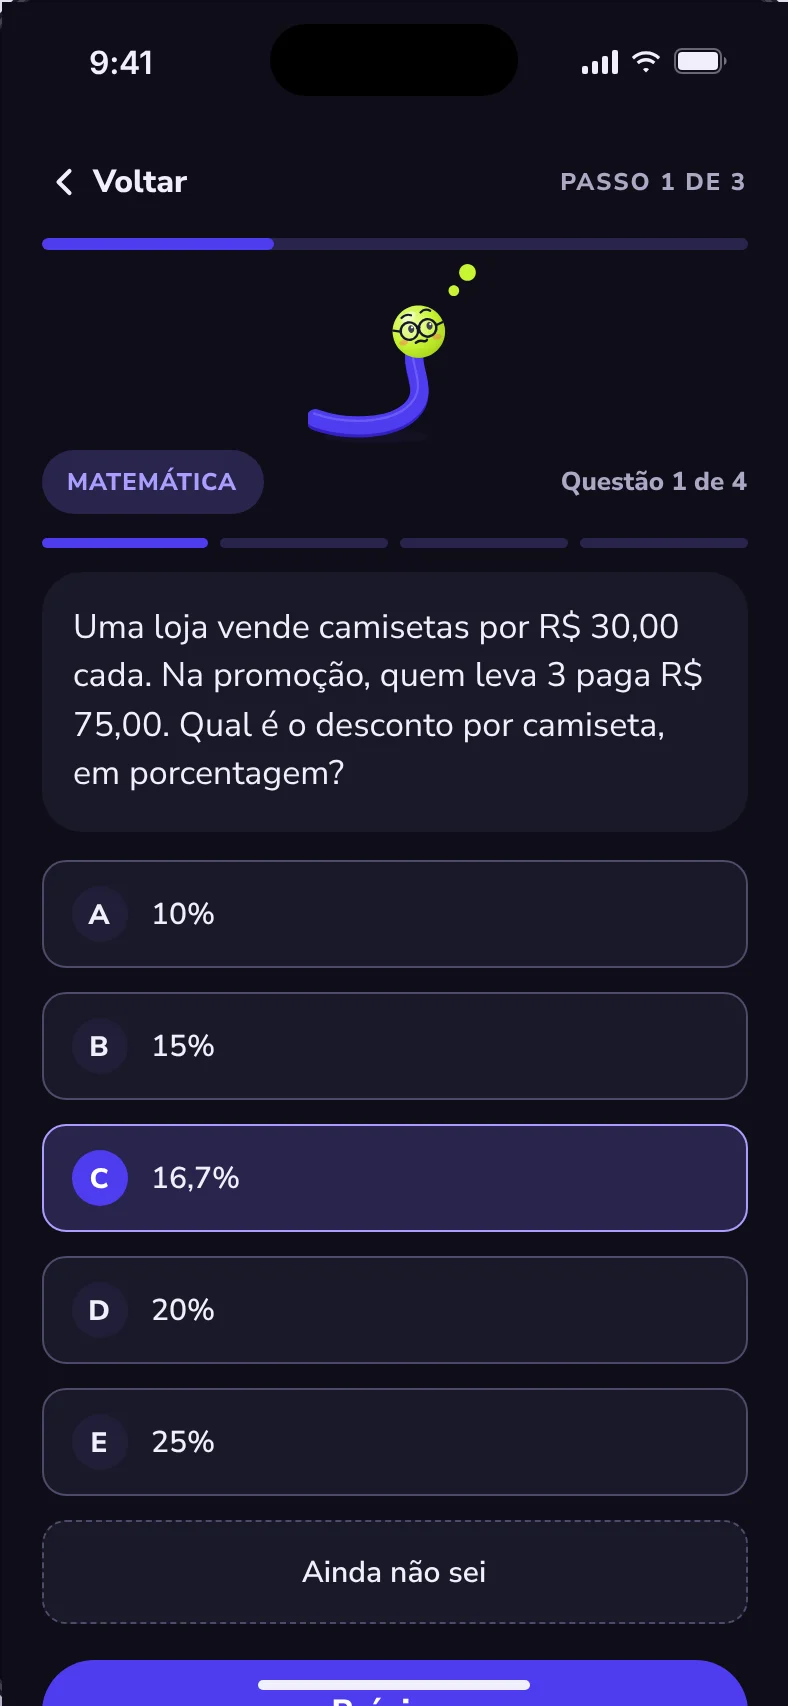 9:41
Voltar
PASSO 1 DE 3
MATEMÁTICA
Questão 1 de 4
Uma loja vende camisetas por R$ 30,00
cada. Na promoção, quem leva 3 paga R$
75,00. Qual é o desconto por camiseta,
em porcentagem?
A 10%
B 15%
C 16,7%
D 20%
E 25%
Ainda não sei